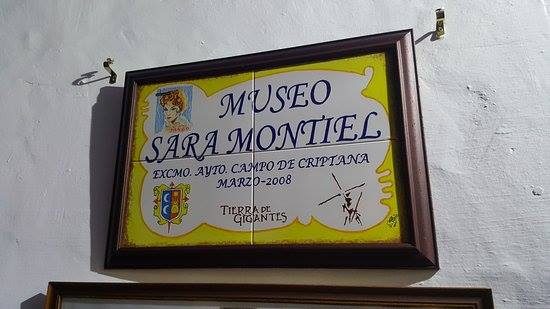 MUSEO
SARA MONTIEL
EXCMO. AYTO. CAMPO DE CRIPTANA
MARZO-2008
TIERRA DE
GIGANTES